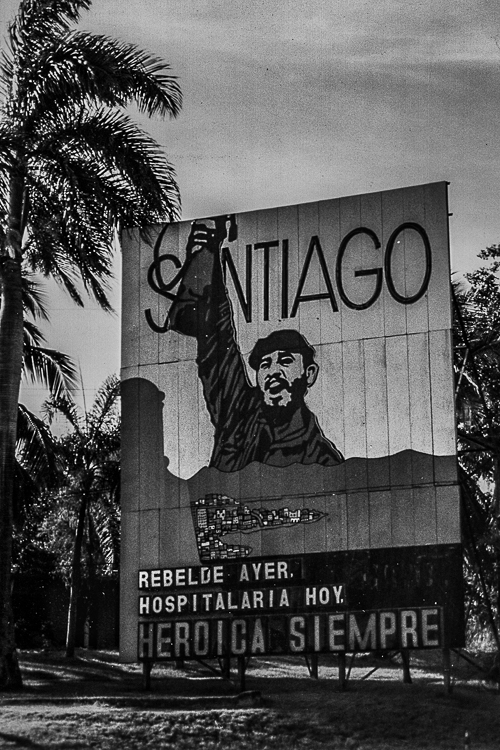 SANTIAGO
REBELDE AYER,
HOSPITALARIA HOY,
HEROICA SIEMPRE